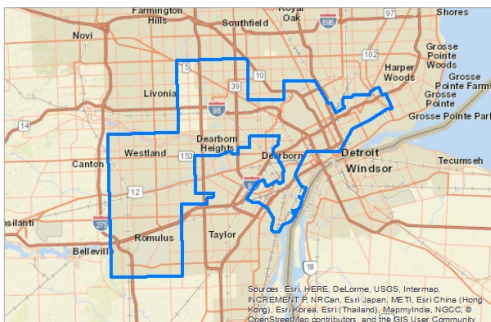 Farmington
Hills
Southfield
Royal
Oak
696
Shores
Novi
15
10
102
Grosse
Pointe
Woods
39
Harper
Woods
Livonia
96
Grosse Pointe Farm
Grosse
Pointe
Grosse Pointe Park
14
Dearborn
Heights
Westland
153
Dearborn
Detroit
Tecumseh
Canton
Windsor
12
silanti
275
Romulus
Taylor
Belleville
18
Sources: Esri, HERE, DeLorme, USGS, Intermap,
INCREMENT P, NRCan, Esri Japan, METI, Esri China (Hong
Kong), Esri Korea, Esri (Thailand), MapmyIndia, NGCC, ©
OpenStreetMap contributors, and the GIS User Community